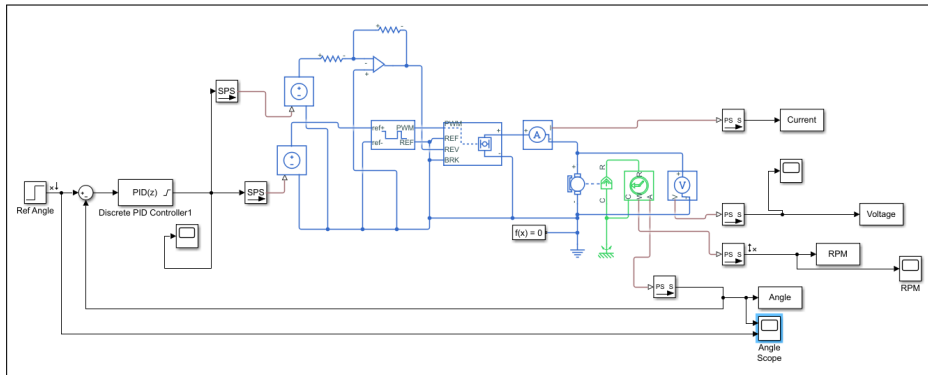 SPS
PWM
REF
REV
BRK
ref+ PWM
ref- REF
A
I
PS S
Current
SPS
Ref Angle
PID(z)
Discrete PID Controller1
R
C
R
C
W
A
V
V
PS S
Voltage
f(x) = 0
PS S
RPM
RPM
PS S
Angle
Angle
Scope